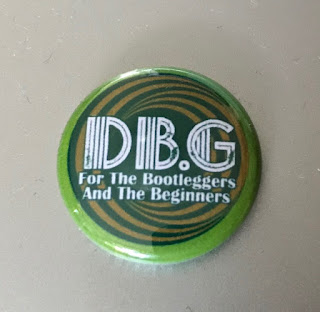 DB.G
For The Bootleggers
And The Beginners